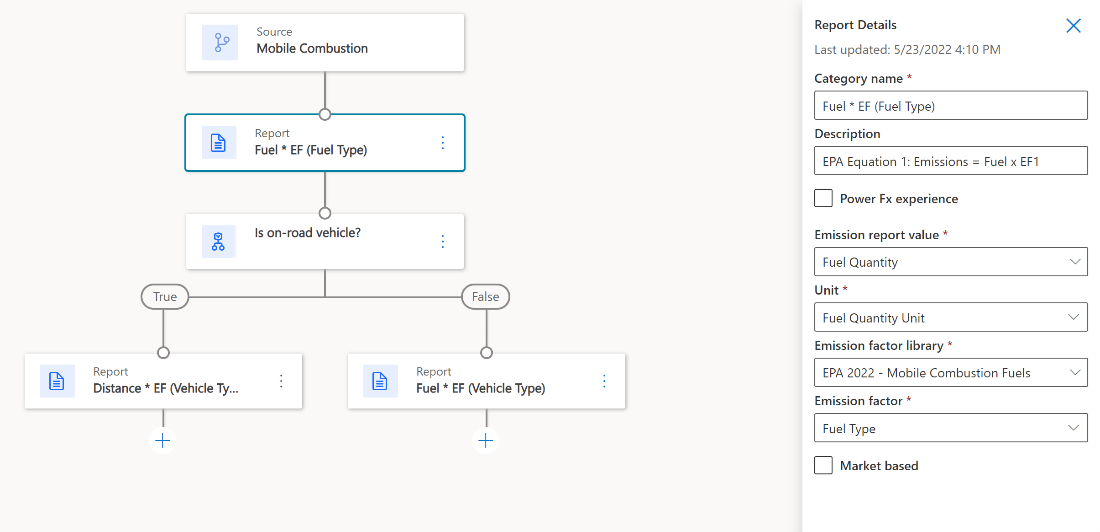 Source
Mobile Combustion
Report
Fuel * EF (Fuel Type)
Is on-road vehicle?
True
False
Report
Distance * EF (Vehicle Ty...
Report
Fuel * EF (Vehicle Type)
Report Details
Last updated: 5/23/2022 4:10 PM
Category name *
Fuel * EF (Fuel Type)
Description
EPA Equation 1: Emissions = Fuel x EF1
Power Fx experience
Emission report value *
Fuel Quantity
Unit *
Fuel Quantity Unit
Emission factor library *
EPA 2022 - Mobile Combustion Fuels
Emission factor *
Fuel Type
Market based